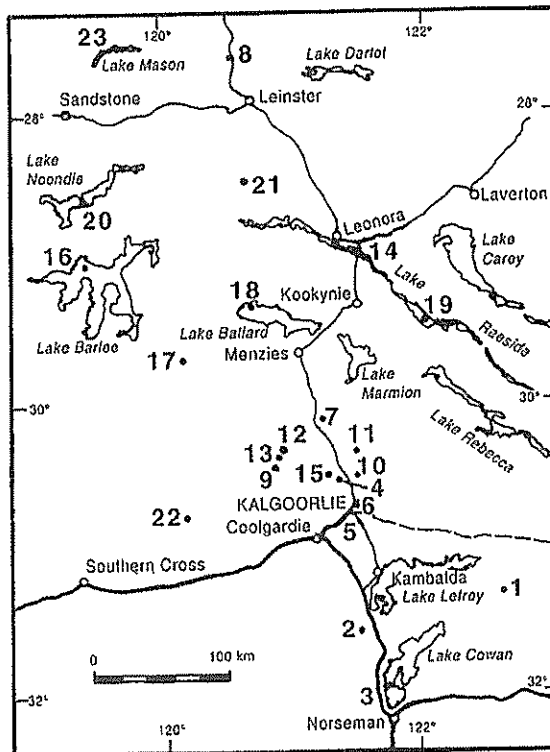 120°
122°
23
Lake Mason
8
Lake Darlot
Sandstone
Leinster
28°
28°
Lake
Noondie
21
Laverton
20
Leonora
14
16
Lake
Carey
Lake
18
Kookynie
19
Raeside
Lake Ballard
Lake Barlee
17
Menzies
Lake
Marmion
30°
30°
Lake Rebecca
7
12
11
13
9
15
10
4
KALGOORLIE
6
22
Coolgardie
5
Southern Cross
Kambalda
1
Lake Lefroy
2
0
100 km
Lake Cowan
3
32°
32°
Norseman
120°
122°